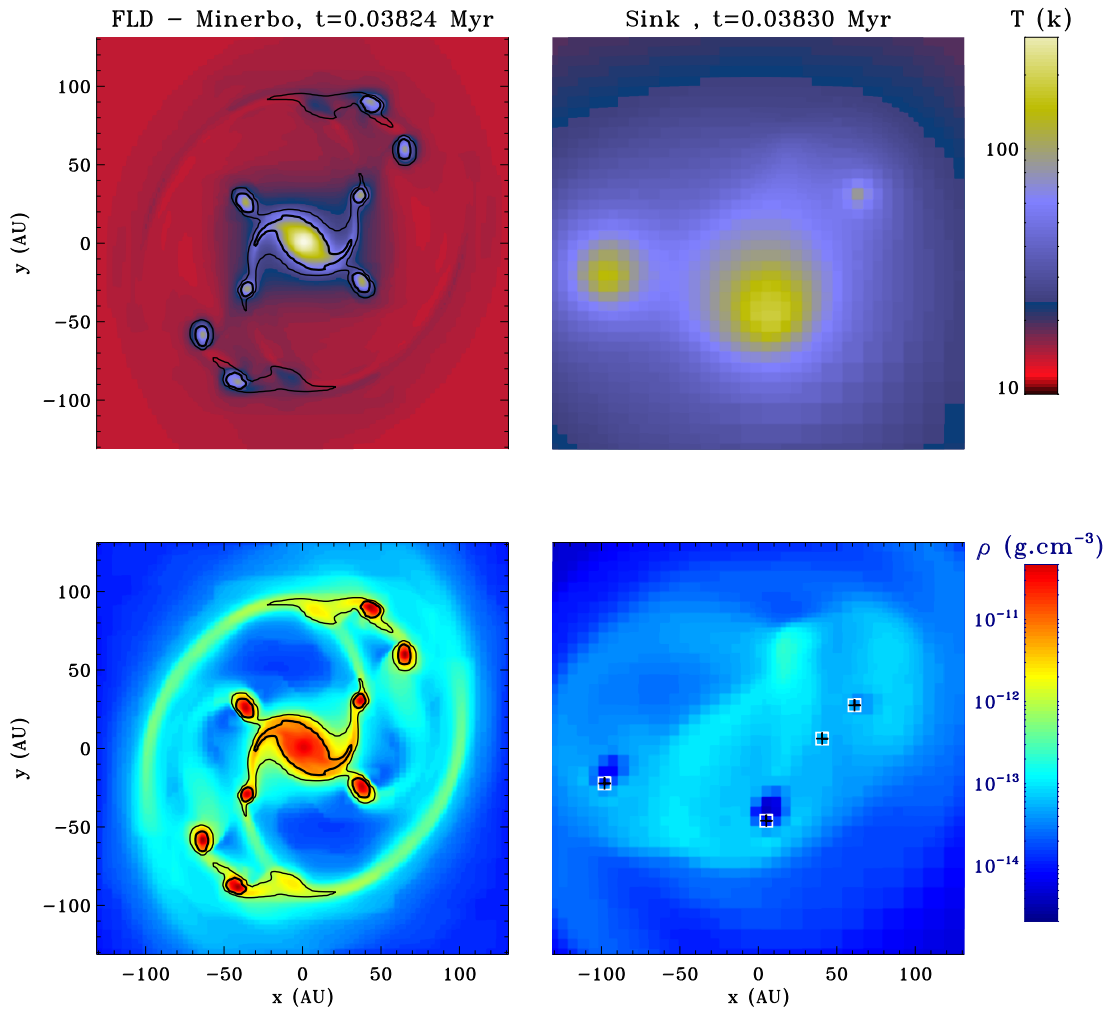 FLD − Minerbo, t=0.03824 Myr
Sink , t=0.03830 Myr
T (k)
100
50
0
−50
−100
y (AU)
100
10
ρ (g.cm−3)
100
50
0
−50
−100
y (AU)
10−11
10−12
10−13
10−14
−100 −50 0 50 100
x (AU)
−100 −50 0 50 100
x (AU)